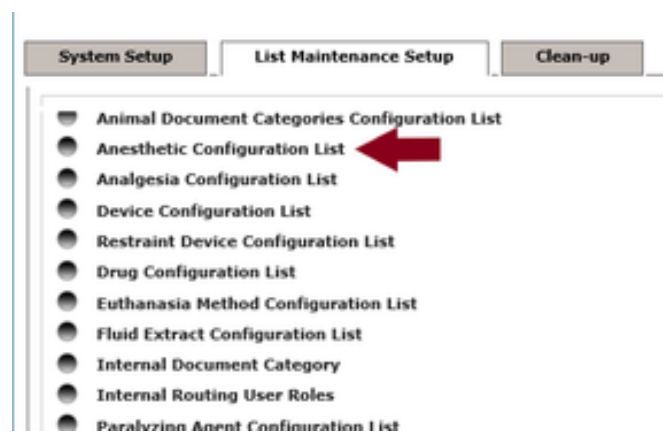 System Setup List Maintenance Setup Clean-up
Animal Document Categories Configuration List
Anesthetic Configuration List
Analgesia Configuration List
Device Configuration List
Restraint Device Configuration List
Drug Configuration List
Euthanasia Method Configuration List
Fluid Extract Configuration List
Internal Document Category
Internal Routing User Roles
Paralyzing Agent Configuration List